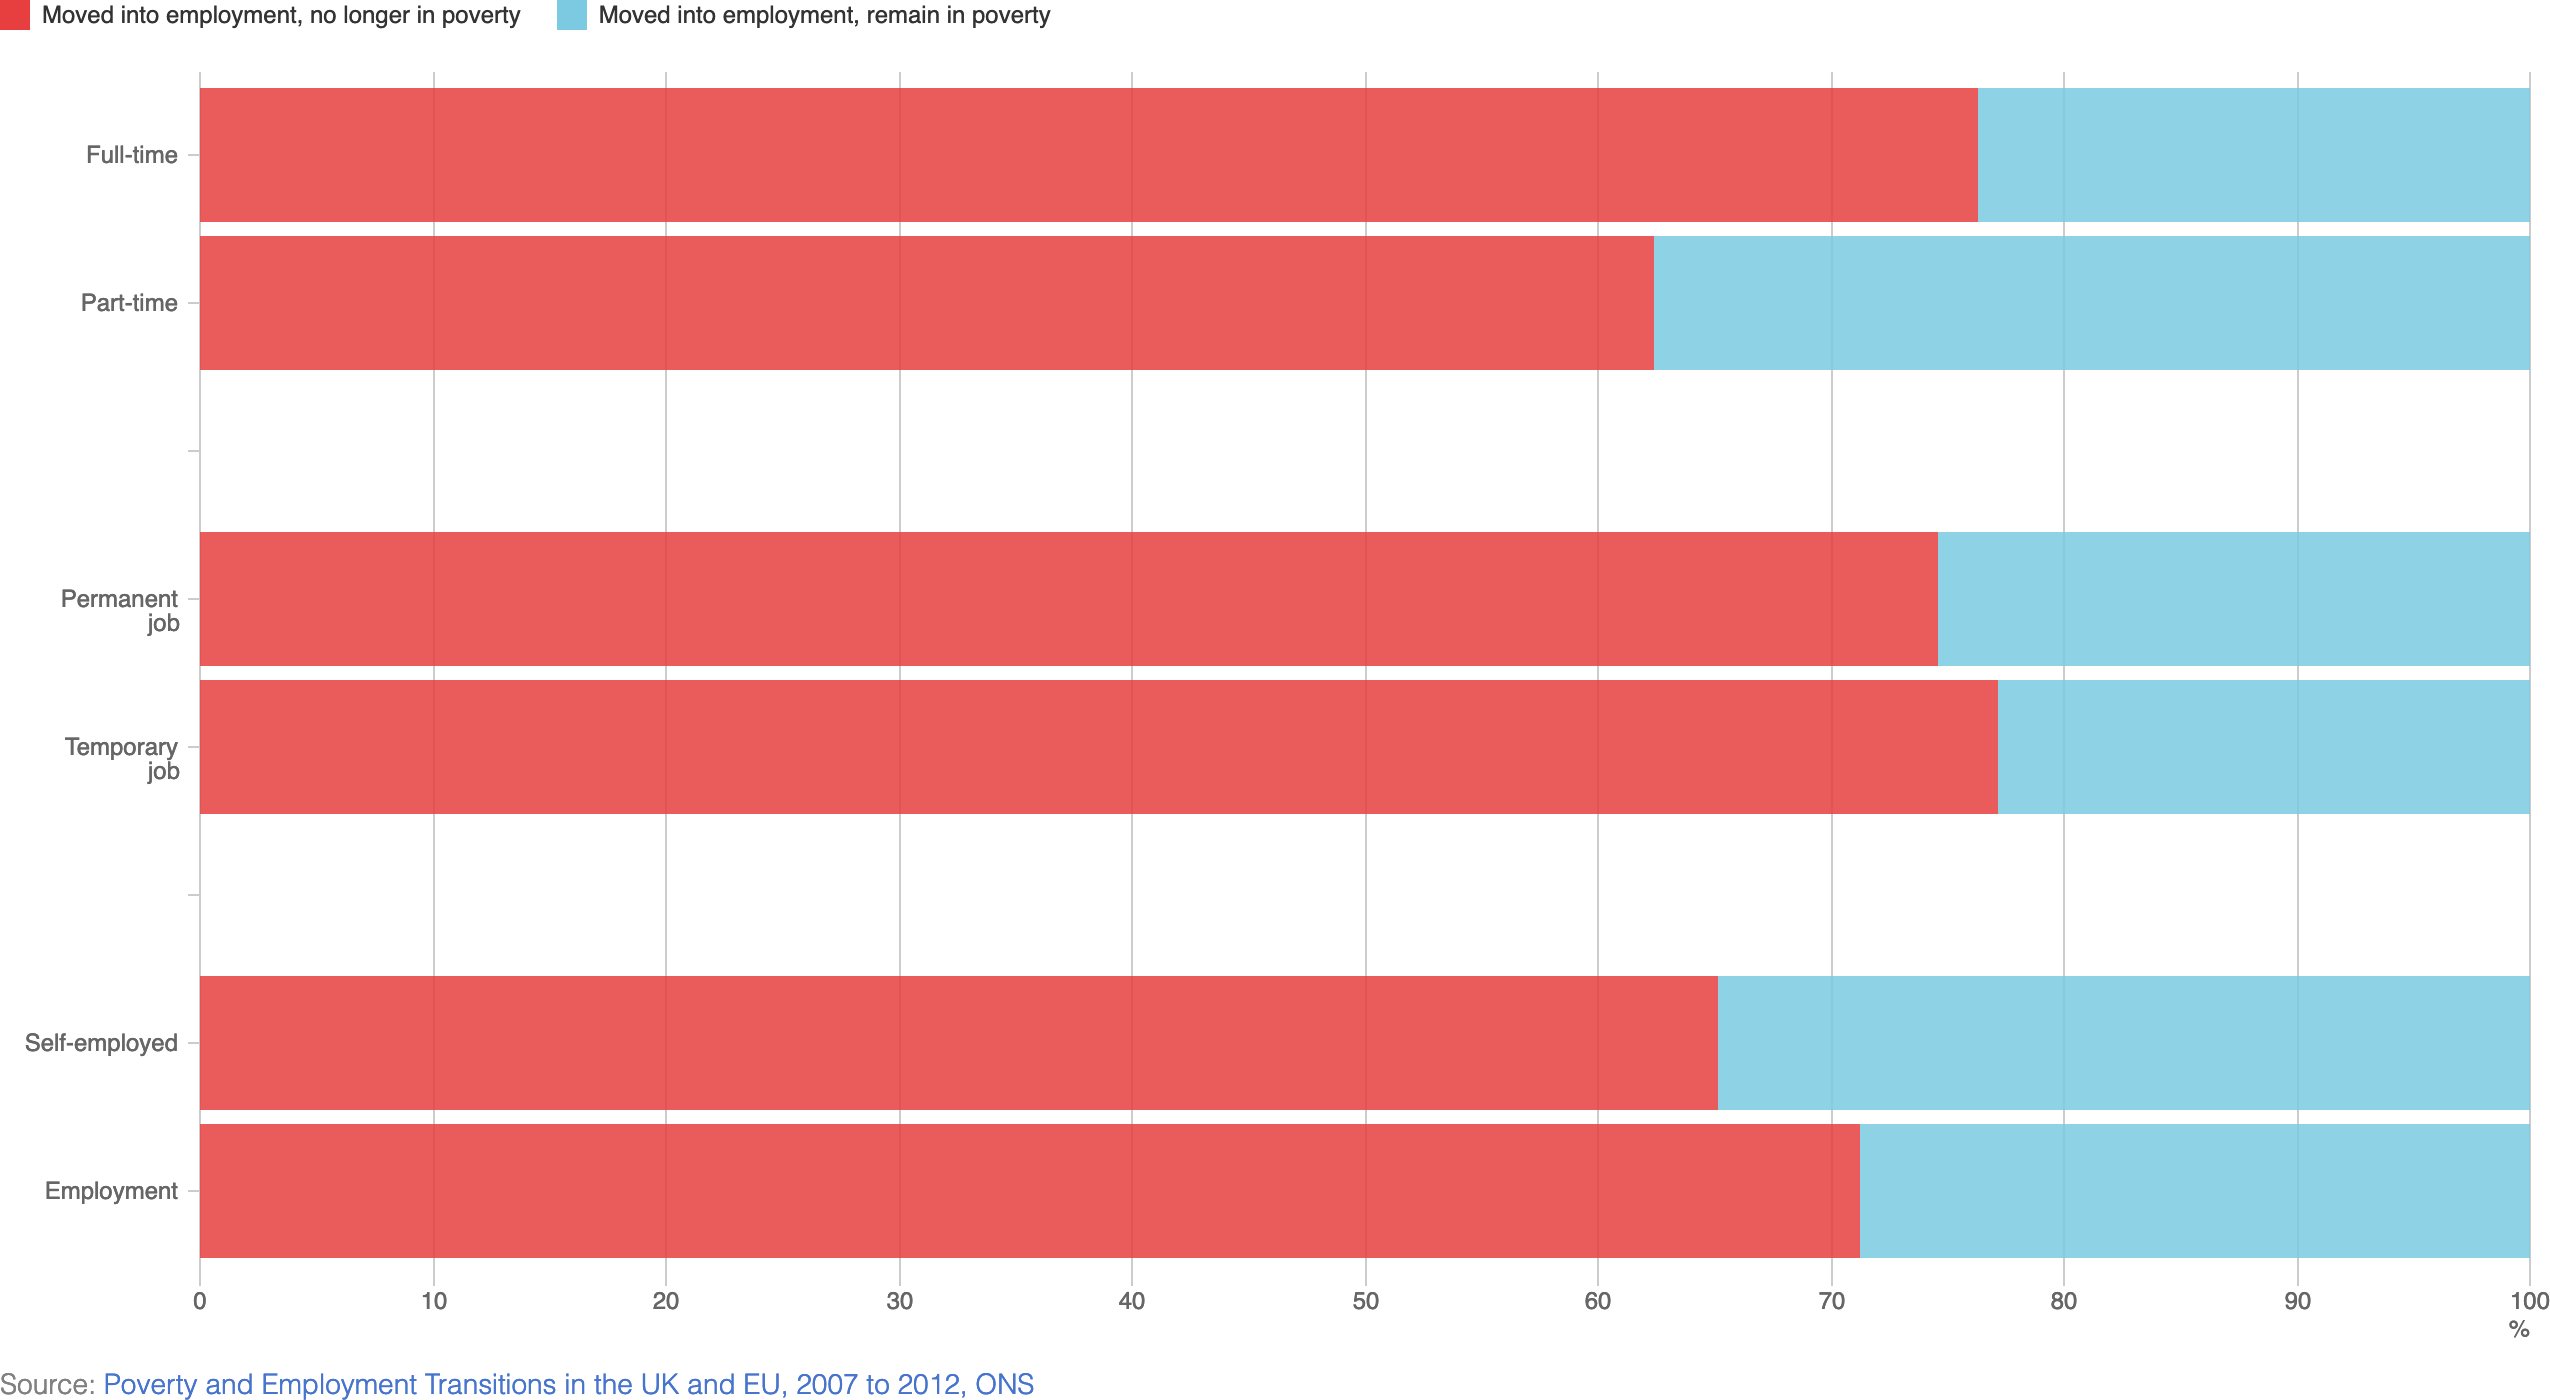 Moved into employment, no longer in poverty Moved into employment, remain in poverty
Full-time
Part-time
Permanent
job
Temporary
job
Self-employed
Employment
0 10 20 30 40 50 60 70 80 90 100
%
Source: Poverty and Employment Transitions in the UK and EU, 2007 to 2012, ONS